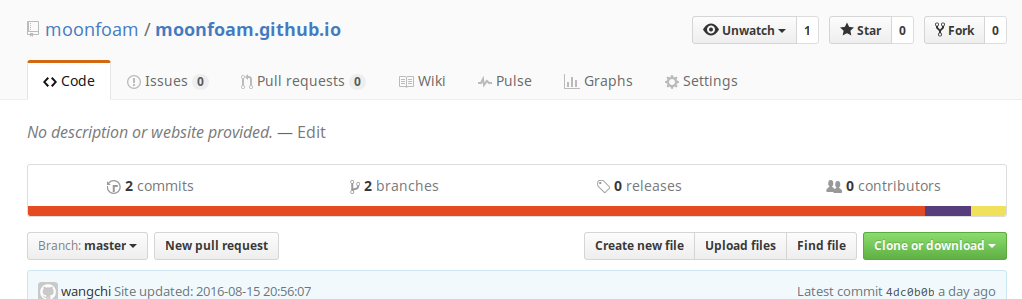 moonfoam / moonfoam.github.io Unwatch 1 Star 0 Fork 0
Code Issues 0 Pull requests 0 Wiki Pulse Graphs Settings
No description or website provided. — Edit
2 commits 2 branches 0 releases 0 contributors
Branch: master New pull request Create new file Upload files Find file Clone or download
wangchi Site updated: 2016-08-15 20:56:07 Latest commit 4dc0b0b a day ago